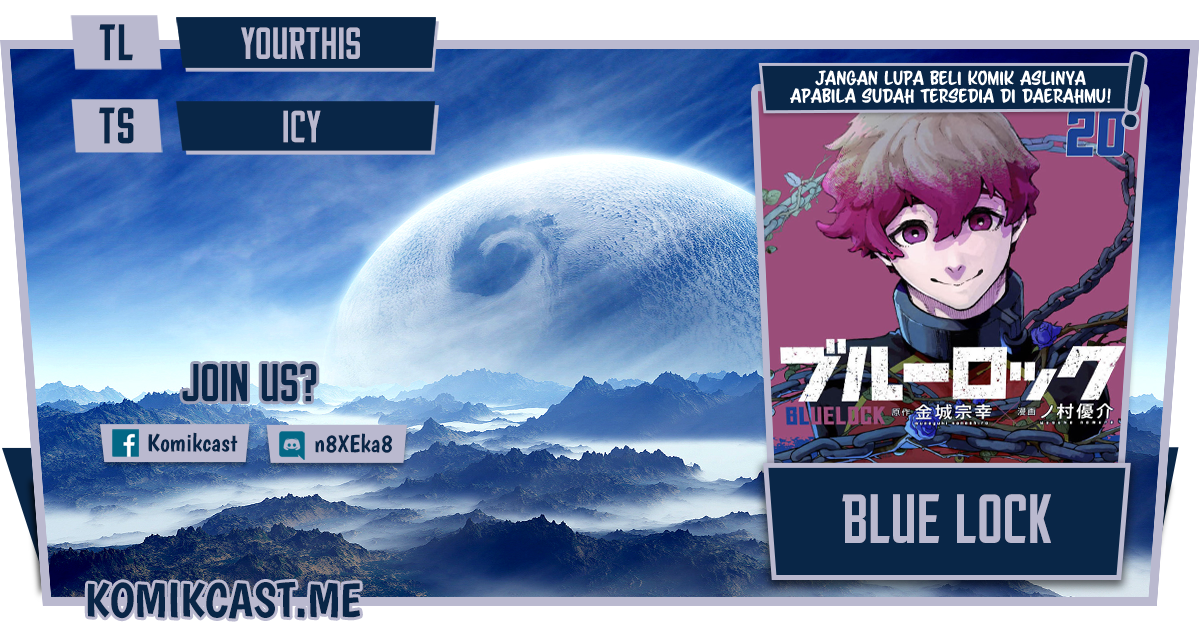 TL YOURTHIS
TS ICY
JOIN US?
Komikcast n8XEka8
KOMIKCAST.ME
JANGAN LUPA BELI KOMIK ASLINYA
APABILA SUDAH TERSEDIA DI DAERAHMU!
20
ブルーロック
BLUELOCK 原作 金城宗幸 漫画 ノ村優介
BLUE LOCK